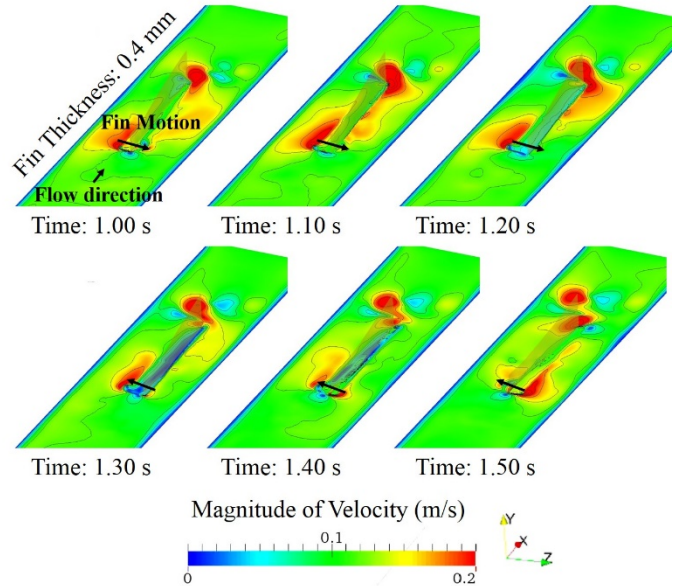 Fin Thickness: 0.4 mm
Fin Motion
Flow direction
Time: 1.00 s
Time: 1.10 s
Time: 1.20 s
Time: 1.30 s
Time: 1.40 s
Time: 1.50 s
Magnitude of Velocity (m/s)
0.1
0
0.2
Y
X
Z